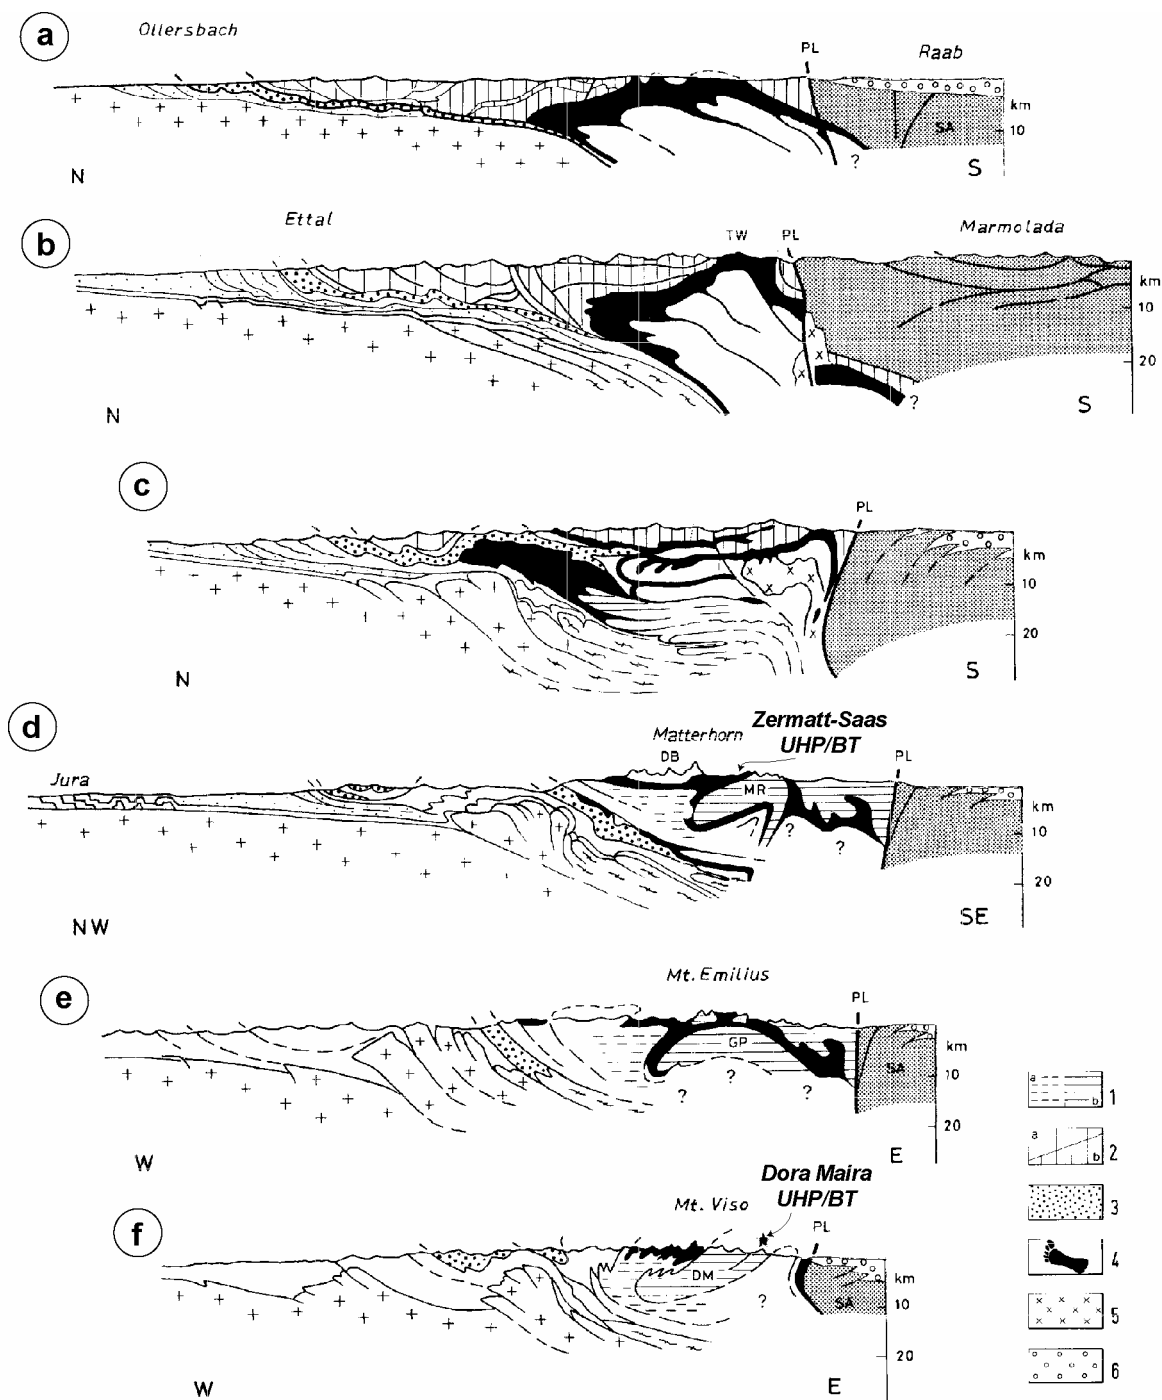 a
Ollersbach
PL
Raab
km
SA
10
?
N
S
b
Ettal
TW
PL
Marmolada
km
10
20
?
N
S
c
PL
km
10
20
N
S
d
Jura
Matterhorn
DB
Zermatt-Saas
UHP/BT
PL
MR
km
?
10
?
20
NW
SE
e
Mt. Emilius
PL
GP
km
SA
10
?
?
?
20
W
E
f
Mt. Viso
Dora Maira
UHP/BT
PL
DM
km
?
SA
10
20
W
E
a
b
1
a
b
2
3
4
5
6